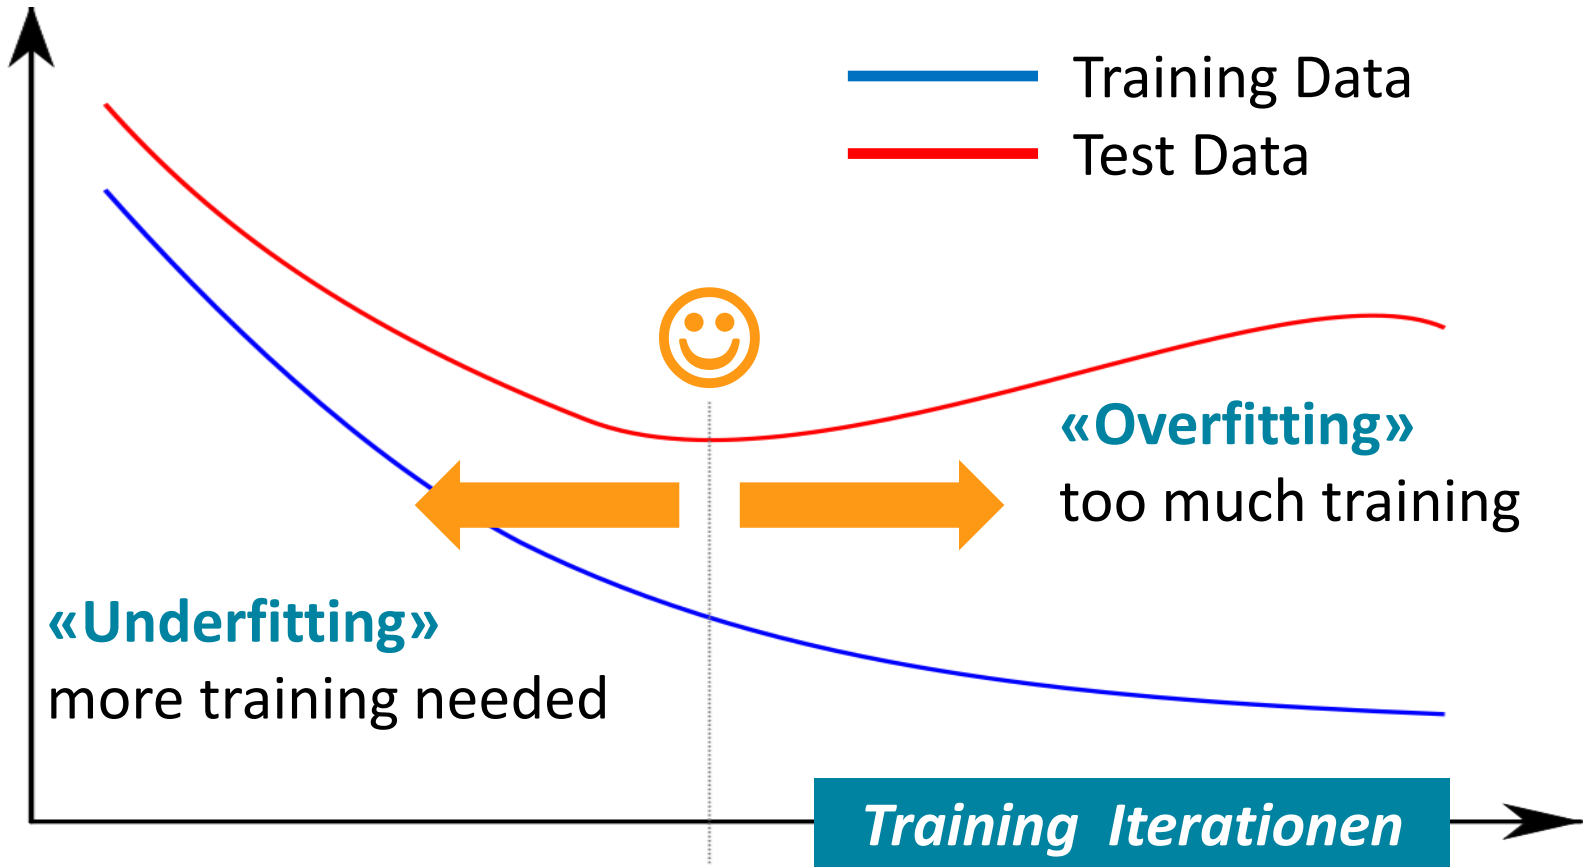 Training Data
Test Data
«Overfitting»
too much training
«Underfitting»
more training needed
Training Iterationen